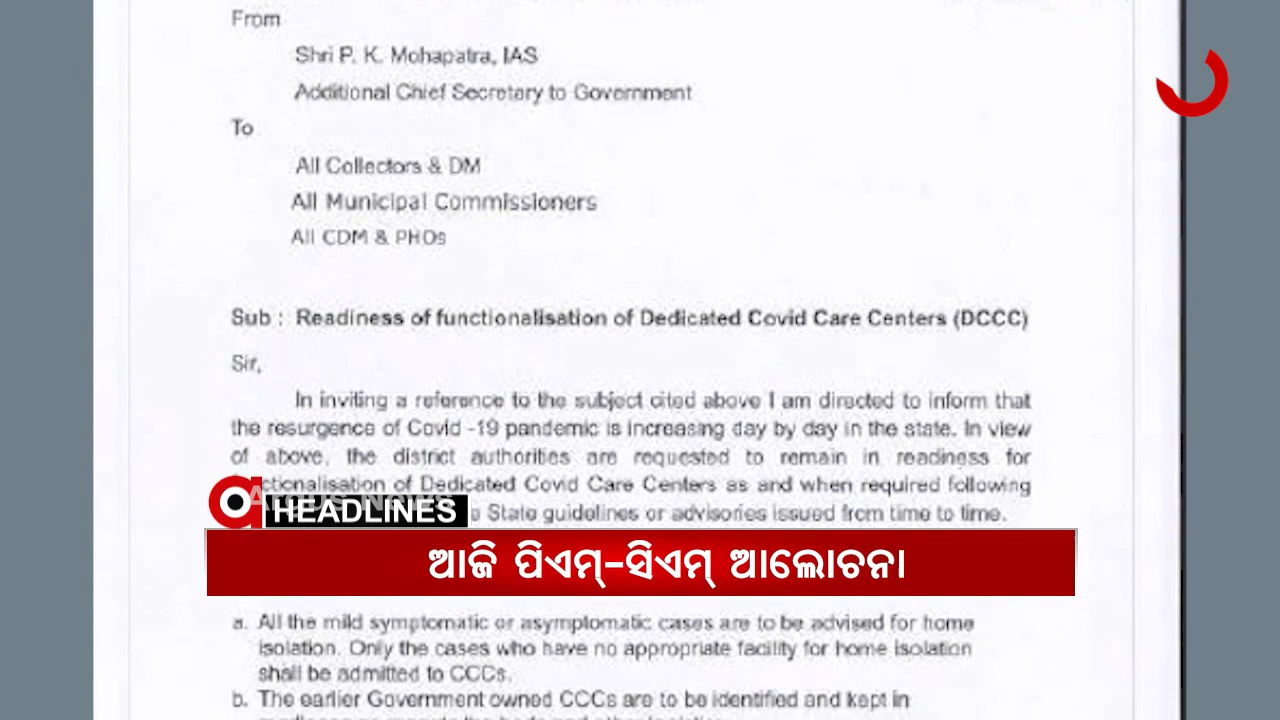 From
Shri P. K. Mohapatra, IAS
Additional Chief Secretary to Government
To
All Collectors & DM
All Municipal Commissioners
All CDM & PHOs
Sub : Readiness of functionalisation of Dedicated Covid Care Centers (DCCC)
Sir,
In inviting a reference to the subject cited above I am directed to inform that
the resurgence of Covid -19 pandemic is increasing day by day in the state. In view
of above, the district authorities are requested to remain in readiness for
ctionalisation of Dedicated Covid Care Centers as and when required following
State guidelines or advisories issued from time to time.
Argus News
HEADLINES
ଆଜି ପିଏମ୍-ସିଏମ୍ ଆଲୋଚନା
a. All the mild symptomatic or asymptomatic cases are to be advised for home
isolation. Only the cases who have no appropriate facility for home isolation
shall be admitted to CCCs.
b. The earlier Government owned CCCs are to be identified and kept in